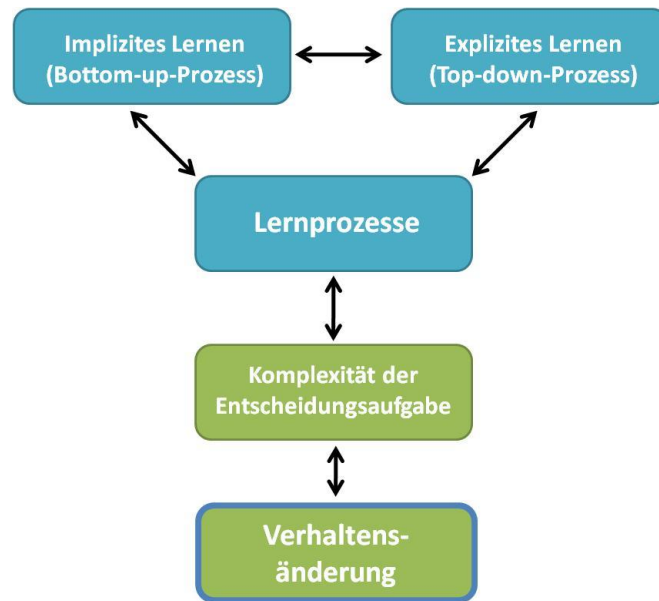 Implizites Lernen
(Bottom-up-Prozess)
Explizites Lernen
(Top-down-Prozess)
Lernprozesse
Komplexität der
Entscheidungsaufgabe
Verhaltens-
änderung